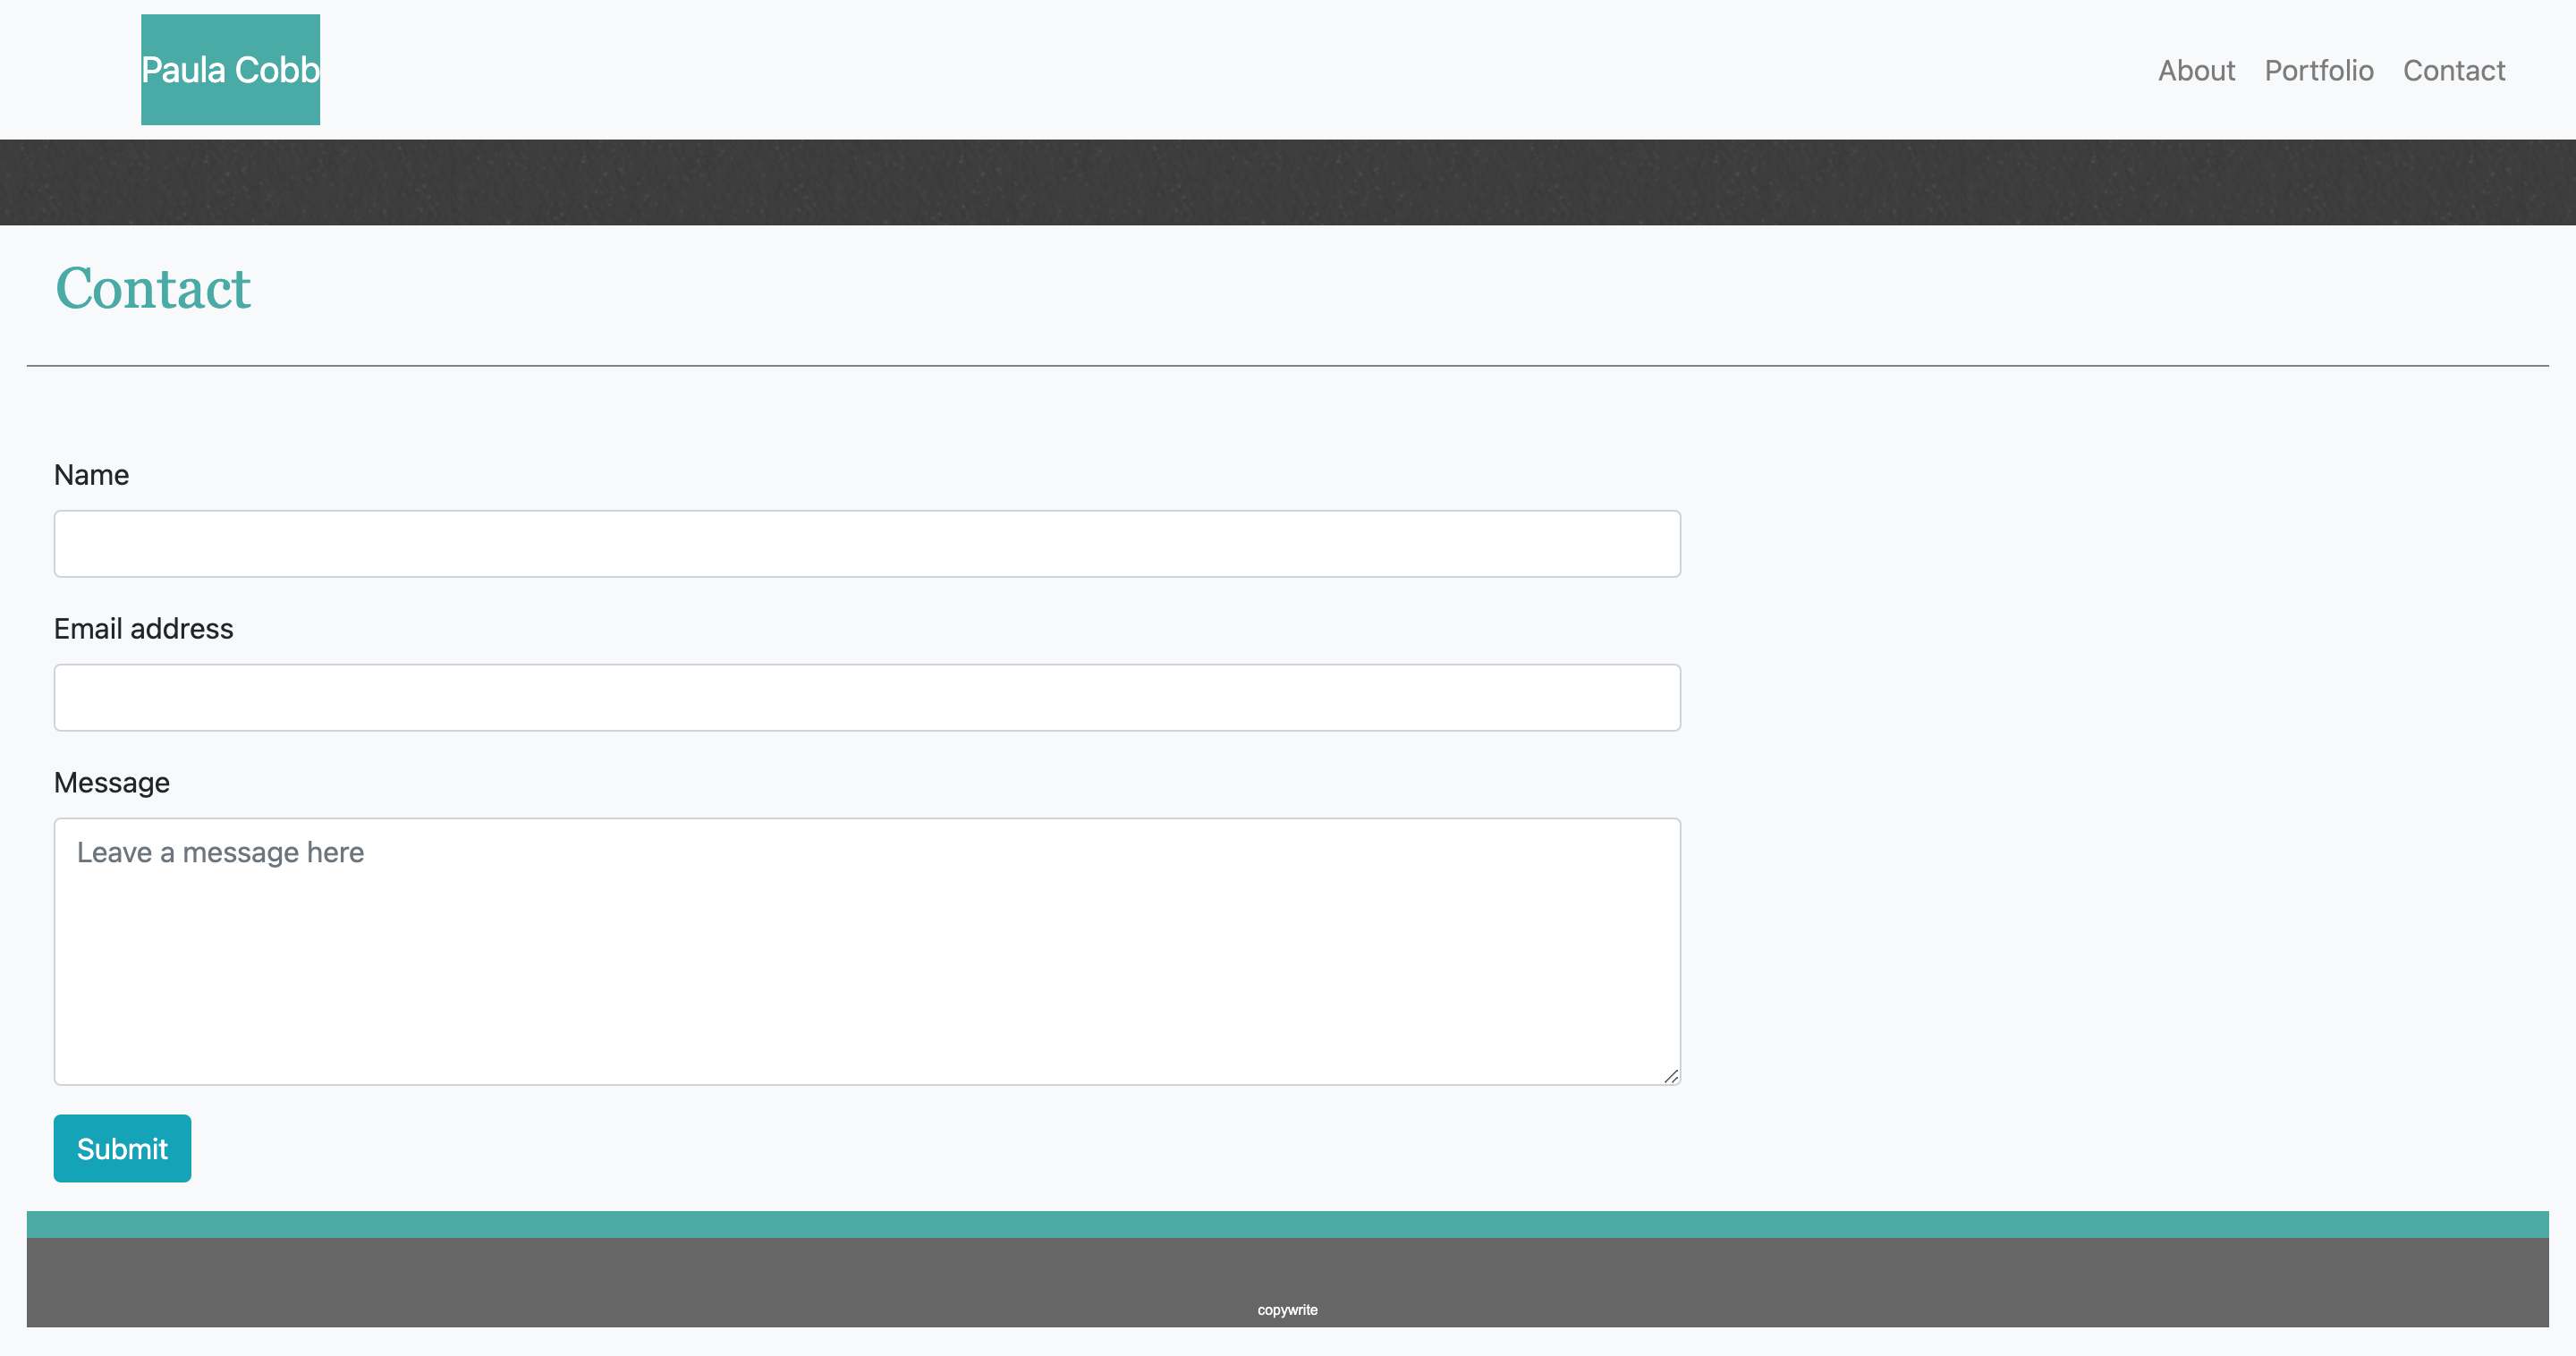 Paula Cobb
About Portfolio Contact
Contact
Name
Email address
Message
Leave a message here
Submit
copywrite